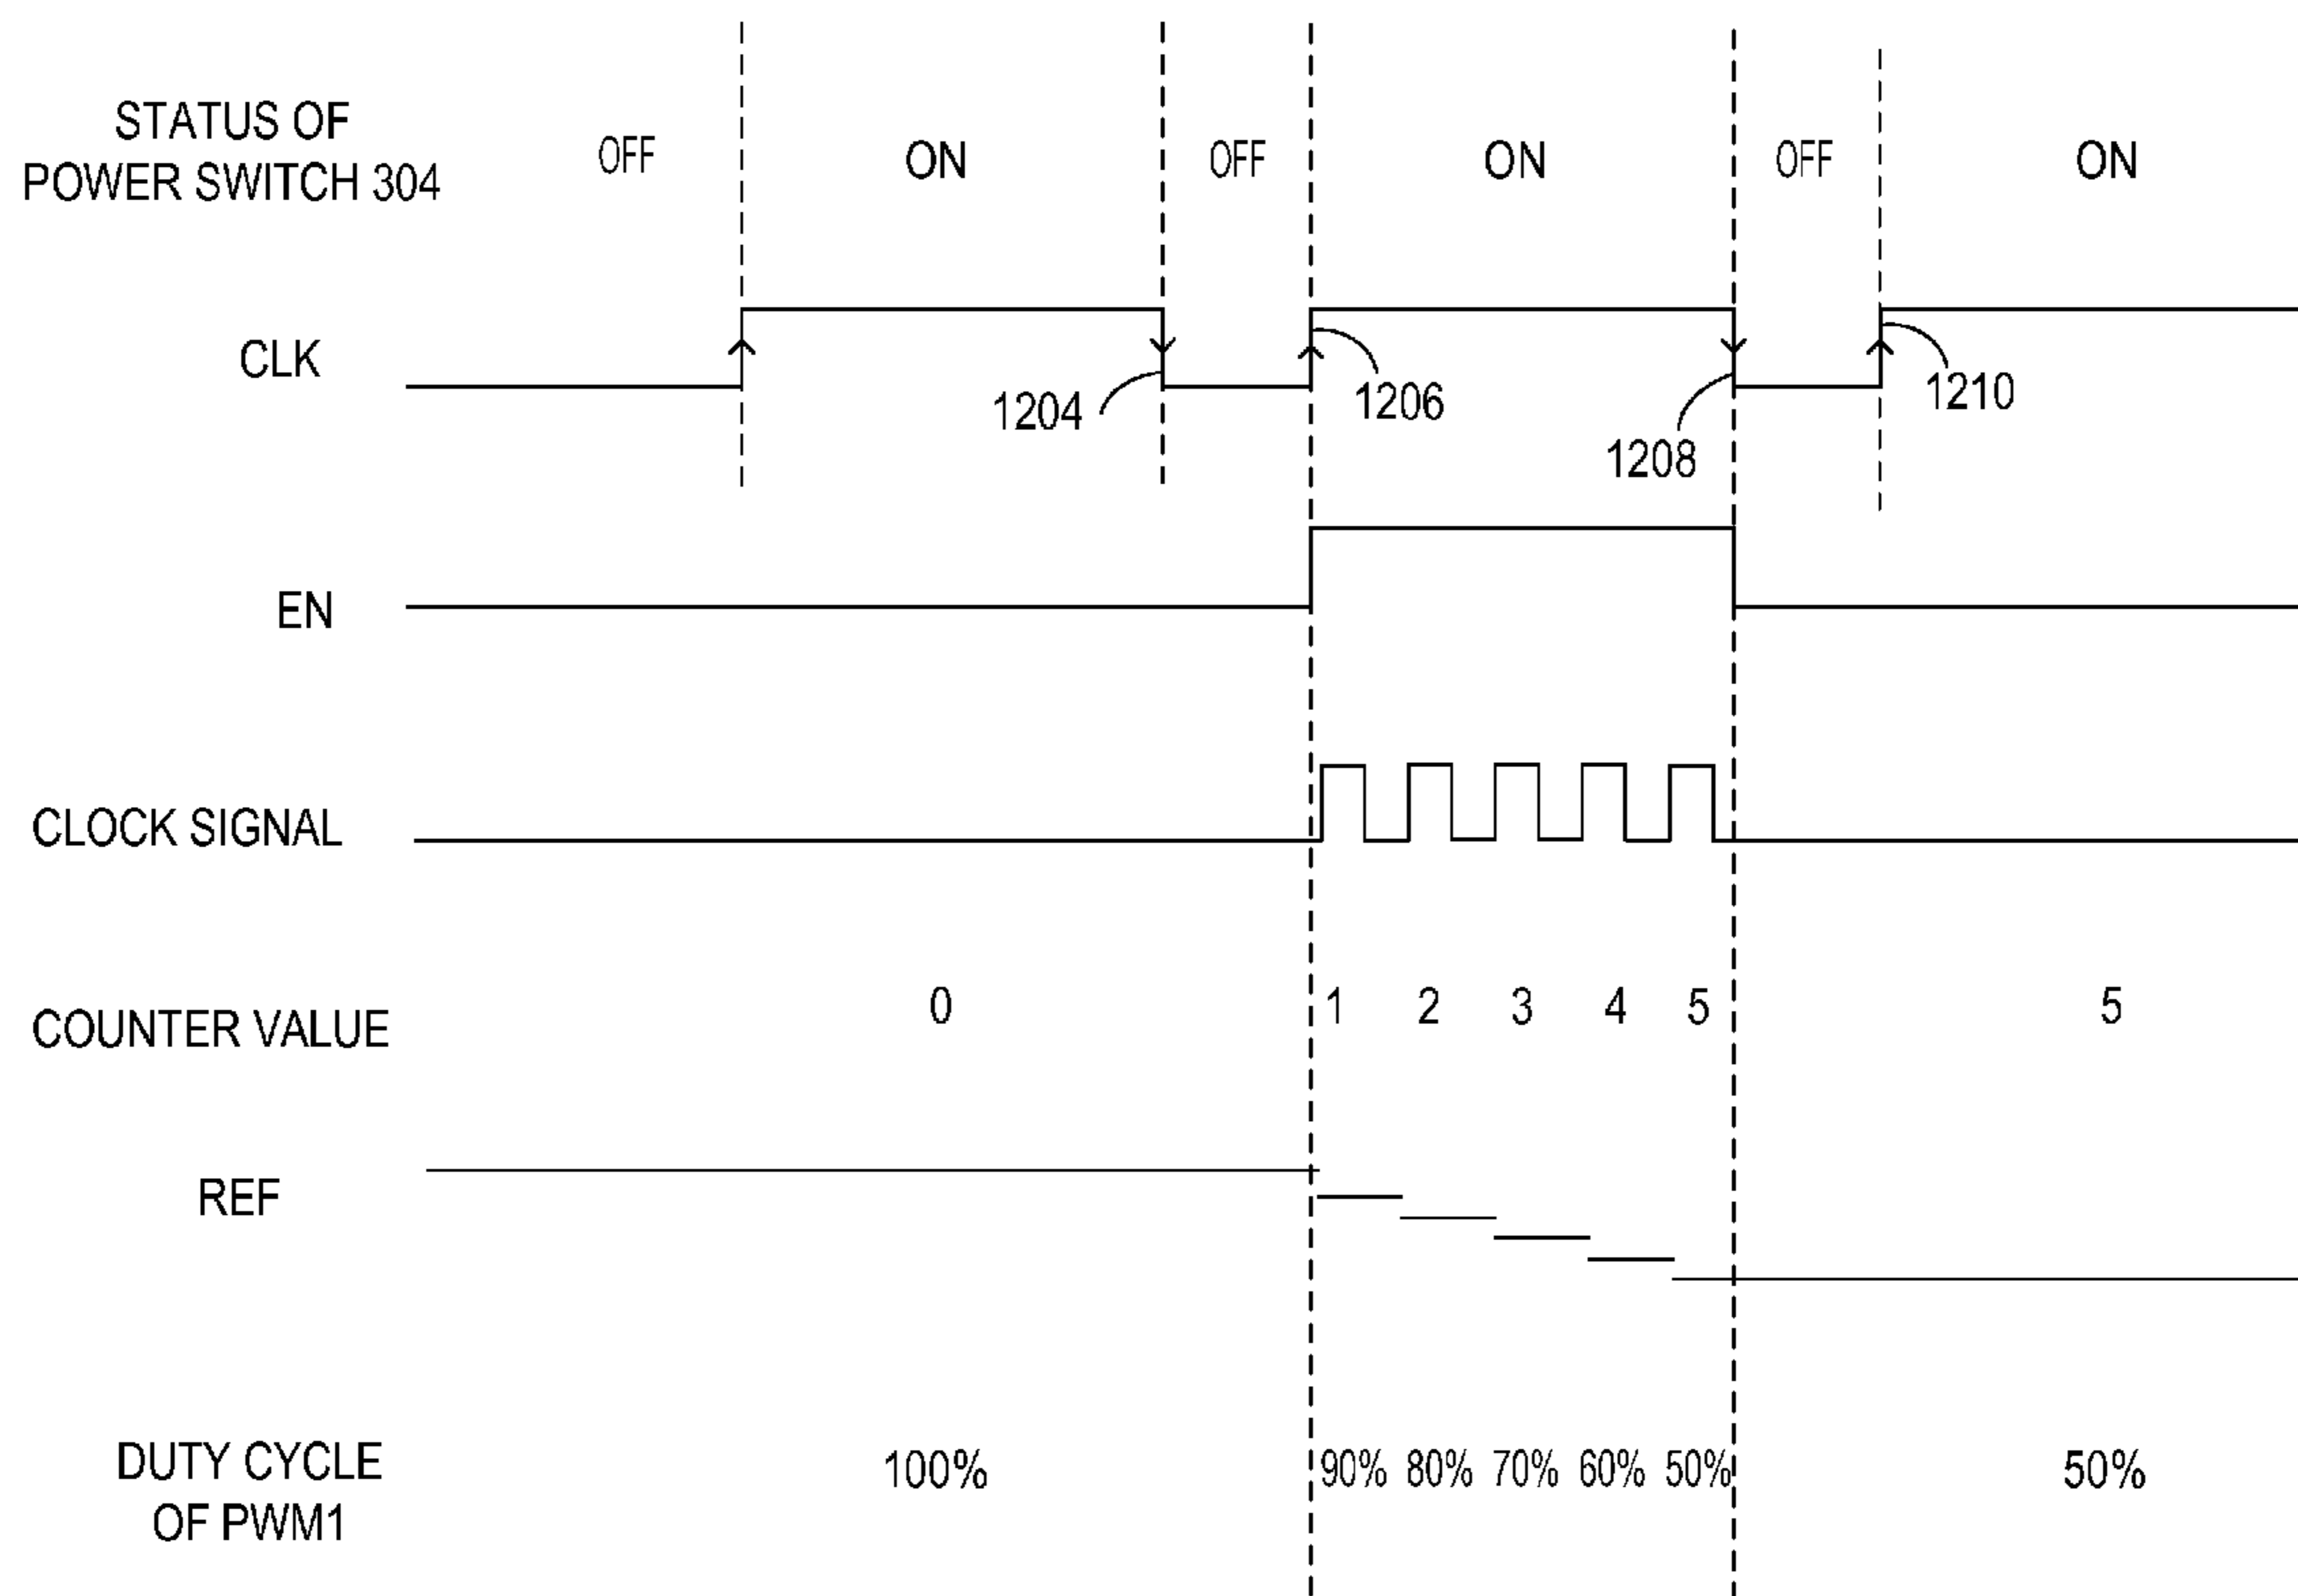 STATUS OF
POWER SWITCH 304
OFF ON OFF ON OFF ON
CLK
1204 1206 1208 1210
EN
CLOCK SIGNAL
COUNTER VALUE
0 1 2 3 4 5 5
REF
DUTY CYCLE
OF PWM1
100% 90% 80% 70% 60% 50% 50%